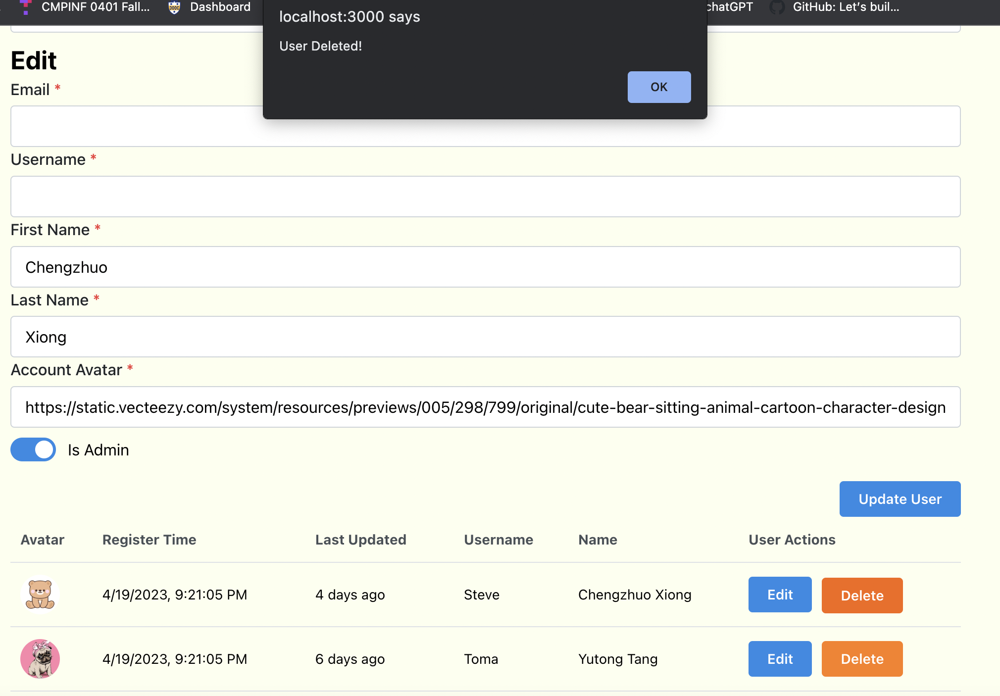 CMPINF 0401 Fall...
Dashboard
chatGPT
GitHub: Let's buil...
localhost:3000 says
User Deleted!
OK
Edit
Email *
Username *
First Name *
Chengzhuo
Last Name *
Xiong
Account Avatar *
https://static.vecteezy.com/system/resources/previews/005/298/799/original/cute-bear-sitting-animal-cartoon-character-design
Is Admin
Update User
Avatar Register Time Last Updated Username Name User Actions
4/19/2023, 9:21:05 PM 4 days ago Steve Chengzhuo Xiong Edit Delete
4/19/2023, 9:21:05 PM 6 days ago Toma Yutong Tang Edit Delete